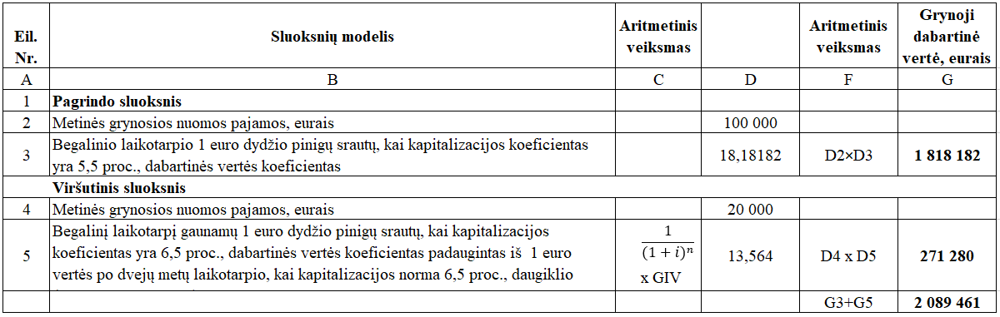 Eil. Nr. Sluoksnių modelis Aritmetinis veiksmas Aritmetinis veiksmas Grynoji dabartinė vertė, eurais
A B C D F G
1 Pagrindo sluoksnis
2 Metinės grynosios nuomos pajamos, eurais 100 000
3 Begalinio laikotarpio 1 euro dydžio pinigų srautų, kai kapitalizacijos koeficientas
yra 5,5 proc., dabartinės vertės koeficientas 18,18182 D2×D3 1 818 182
Viršutinis sluoksnis
4 Metinės grynosios nuomos pajamos, eurais 20 000
5 Begalinį laikotarpį gaunamų 1 euro dydžio pinigų srautų, kai kapitalizacijos
koeficientas yra 6,5 proc., dabartinės vertės koeficientas padaugintas iš 1 euro
vertės po dvejų metų laikotarpio, kai kapitalizacijos norma 6,5 proc., daugiklio
1/(1 + i)ⁿ x GIV 13,564 D4 x D5 271 280
G3+G5 2 089 461